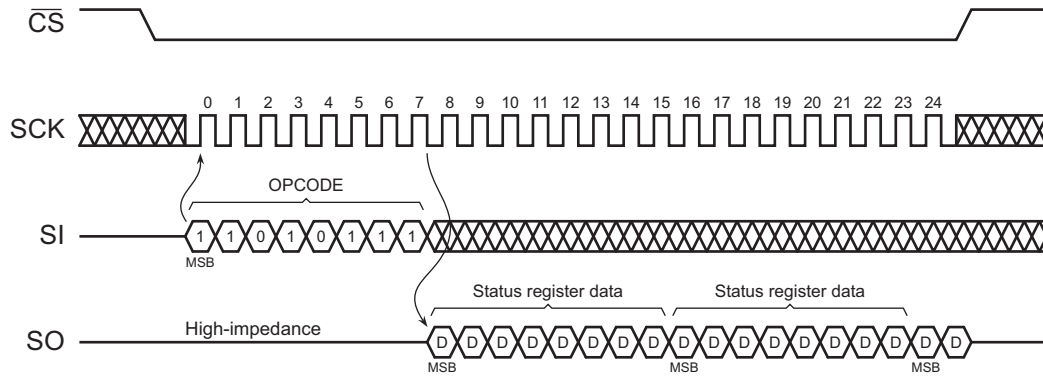 CS
0 1 2 3 4 5 6 7 8 9 10 11 12 13 14 15 16 17 18 19 20 21 22 23 24
SCK
OPCODE
SI 1 1 0 1 0 1 1 1
MSB
Status register data Status register data
High-impedance
SO D D D D D D D D D D D D D D D D D D
MSB MSB MSB